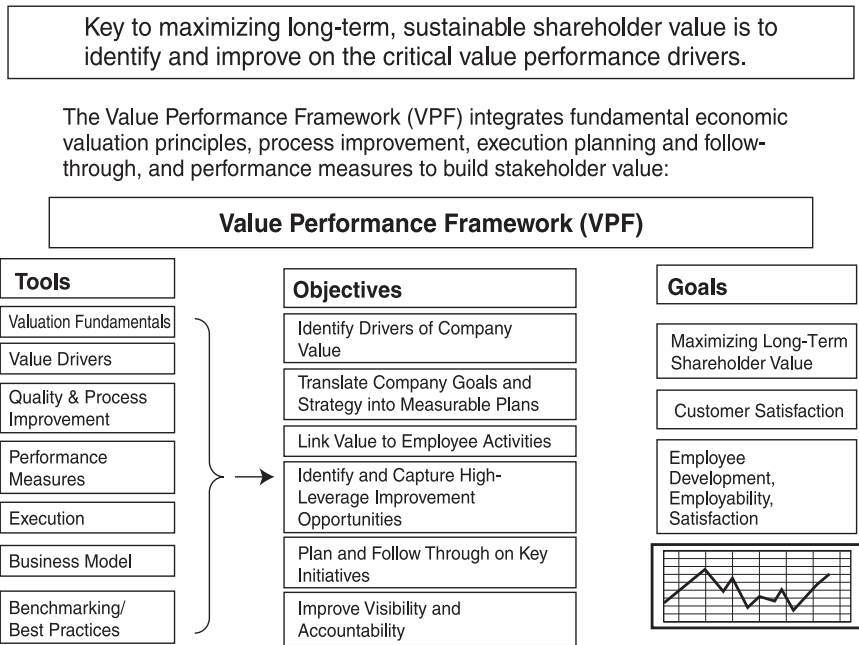 Key to maximizing long-term, sustainable shareholder value is to
identify and improve on the critical value performance drivers.
The Value Performance Framework (VPF) integrates fundamental economic
valuation principles, process improvement, execution planning and follow-
through, and performance measures to build stakeholder value:
Value Performance Framework (VPF)
Tools
Valuation Fundamentals
Value Drivers
Quality & Process
Improvement
Performance
Measures
Execution
Business Model
Benchmarking/
Best Practices
Objectives
Identify Drivers of Company
Value
Translate Company Goals and
Strategy into Measurable Plans
Link Value to Employee Activities
Identify and Capture High-
Leverage Improvement
Opportunities
Plan and Follow Through on Key
Initiatives
Improve Visibility and
Accountability
Goals
Maximizing Long-Term
Shareholder Value
Customer Satisfaction
Employee
Development,
Employability,
Satisfaction